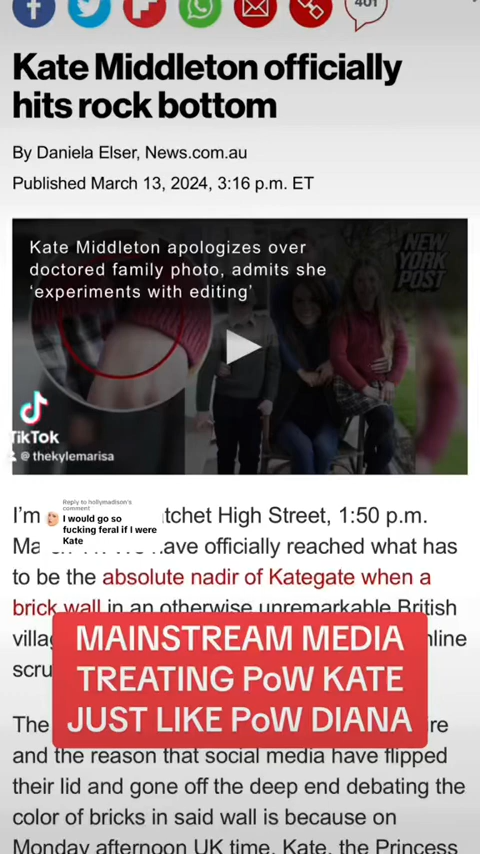 401
Kate Middleton officially
hits rock bottom
By Daniela Elser, News.com.au
Published March 13, 2024, 3:16 p.m. ET
Kate Middleton apologizes over
doctored family photo, admits she
‘experiments with editing’
NEW
YORK
POST
TikTok
@ thekylemarisa
I’m
Reply to hollymadison's
comment
I would go so
fucking feral if I were
Kate
tchet High Street, 1:50 p.m.
have officially reached what has
to be the absolute nadir of Kategate when a
brick wall in an otherwise unremarkable British
MAINSTREAM MEDIA
TREATING PoW KATE
JUST LIKE PoW DIANA
The
and the reason that social media have flipped
their lid and gone off the deep end debating the
color of bricks in said wall is because on
Monday afternoon UK time, Kate, the Princess